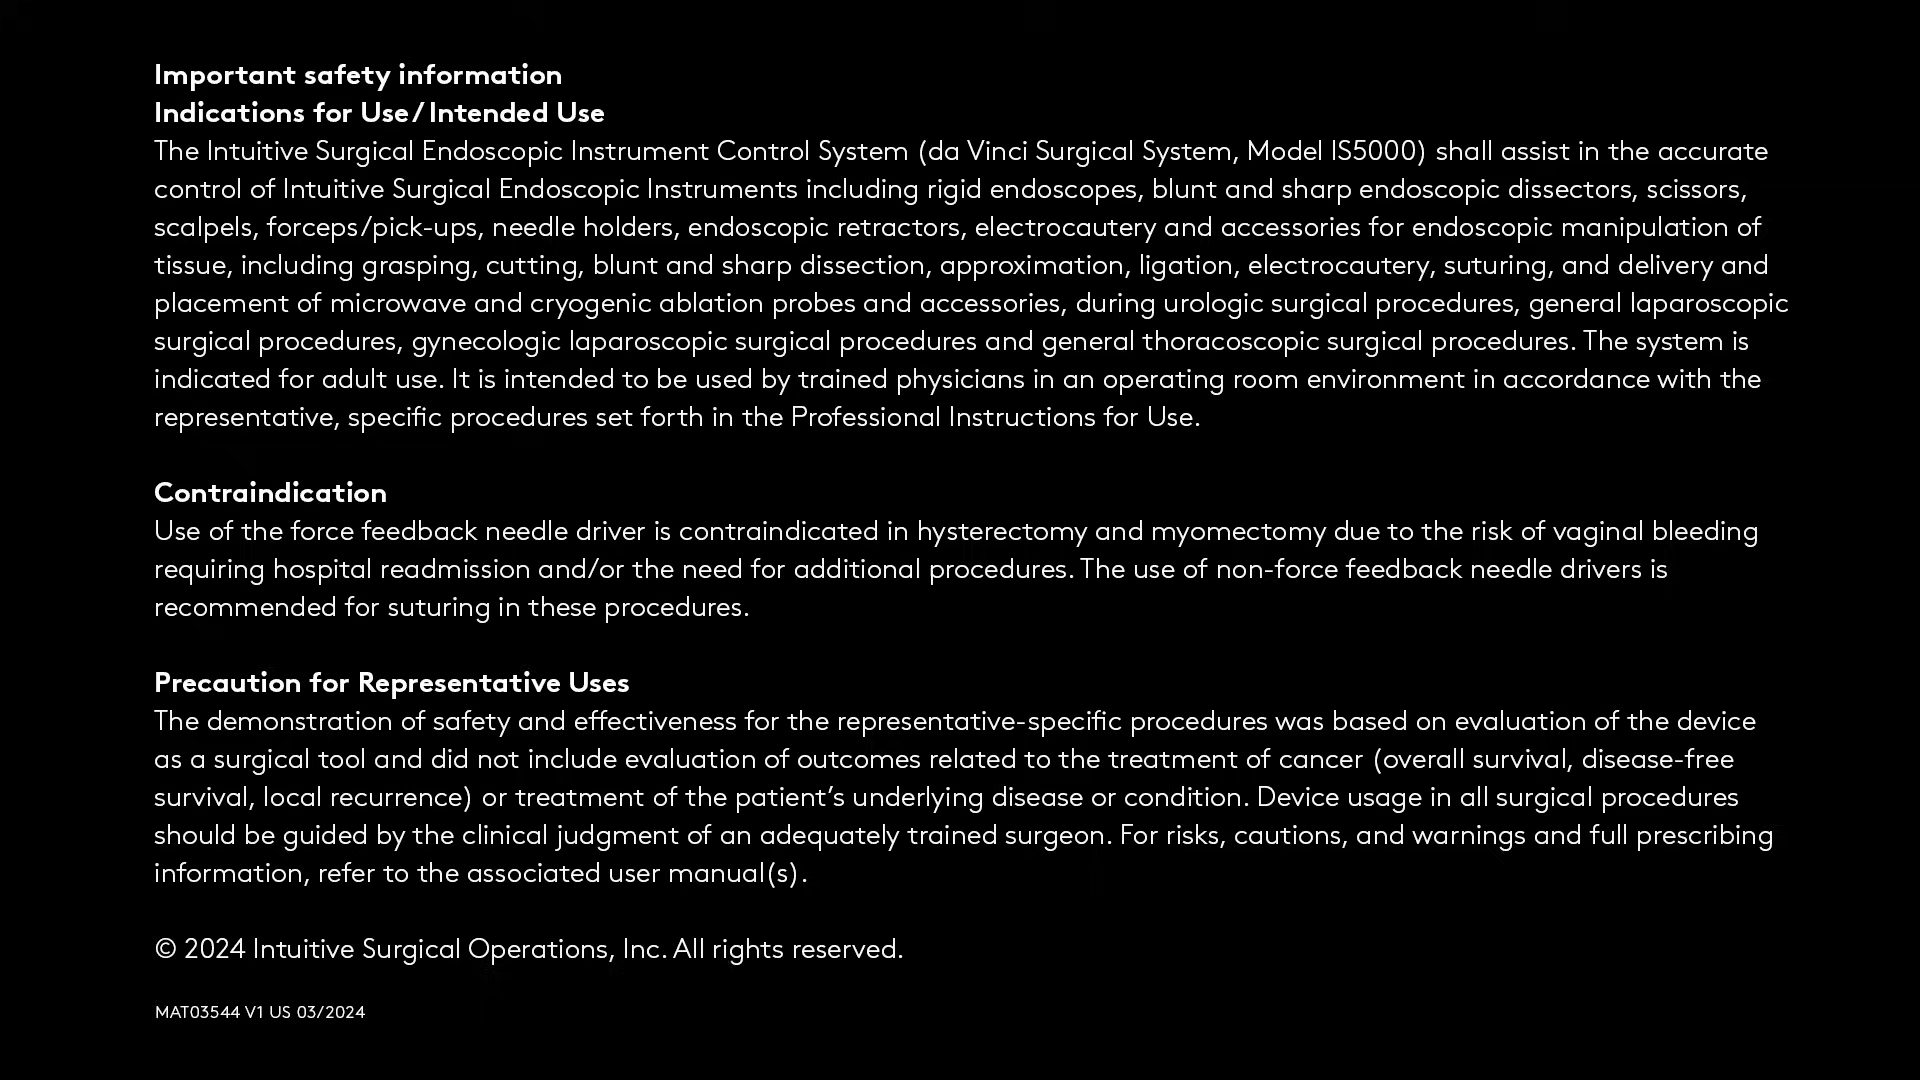 Important safety information
Indications for Use/Intended Use
The Intuitive Surgical Endoscopic Instrument Control System (da Vinci Surgical System, Model IS5000) shall assist in the accurate
control of Intuitive Surgical Endoscopic Instruments including rigid endoscopes, blunt and sharp endoscopic dissectors, scissors,
scalpels, forceps/pick-ups, needle holders, endoscopic retractors, electrocautery and accessories for endoscopic manipulation of
tissue, including grasping, cutting, blunt and sharp dissection, approximation, ligation, electrocautery, suturing, and delivery and
placement of microwave and cryogenic ablation probes and accessories, during urologic surgical procedures, general laparoscopic
surgical procedures, gynecologic laparoscopic surgical procedures and general thoracoscopic surgical procedures. The system is
indicated for adult use. It is intended to be used by trained physicians in an operating room environment in accordance with the
representative, specific procedures set forth in the Professional Instructions for Use.
Contraindication
Use of the force feedback needle driver is contraindicated in hysterectomy and myomectomy due to the risk of vaginal bleeding
requiring hospital readmission and/or the need for additional procedures. The use of non-force feedback needle drivers is
recommended for suturing in these procedures.
Precaution for Representative Uses
The demonstration of safety and effectiveness for the representative-specific procedures was based on evaluation of the device
as a surgical tool and did not include evaluation of outcomes related to the treatment of cancer (overall survival, disease-free
survival, local recurrence) or treatment of the patient’s underlying disease or condition. Device usage in all surgical procedures
should be guided by the clinical judgment of an adequately trained surgeon. For risks, cautions, and warnings and full prescribing
information, refer to the associated user manual(s).
© 2024 Intuitive Surgical Operations, Inc. All rights reserved.
MAT03544 V1 US 03/2024